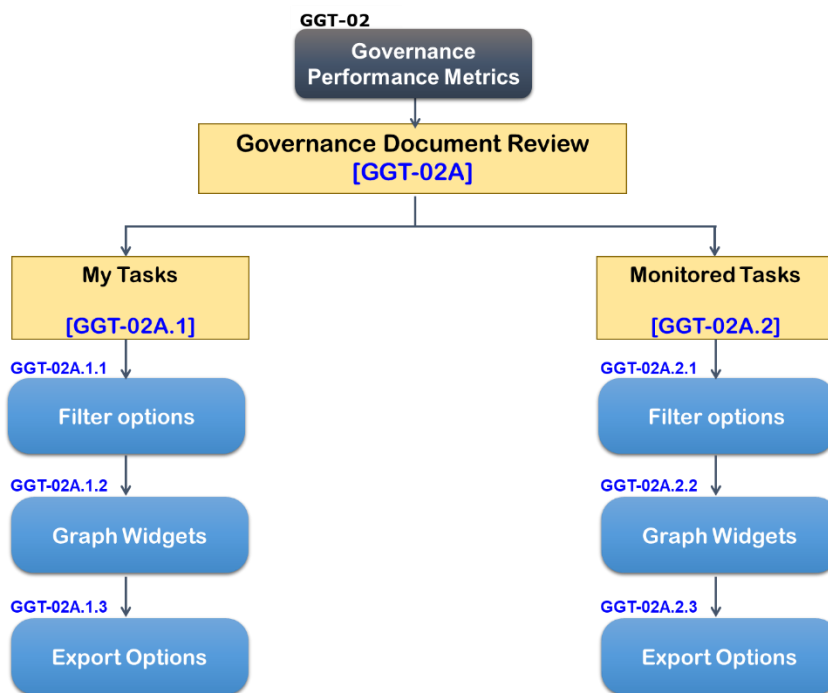 GGT-02
Governance
Performance Metrics
Governance Document Review
[GGT-02A]
My Tasks
[GGT-02A.1]
GGT-02A.1.1
Filter options
GGT-02A.1.2
Graph Widgets
GGT-02A.1.3
Export Options
Monitored Tasks
[GGT-02A.2]
GGT-02A.2.1
Filter options
GGT-02A.2.2
Graph Widgets
GGT-02A.2.3
Export Options